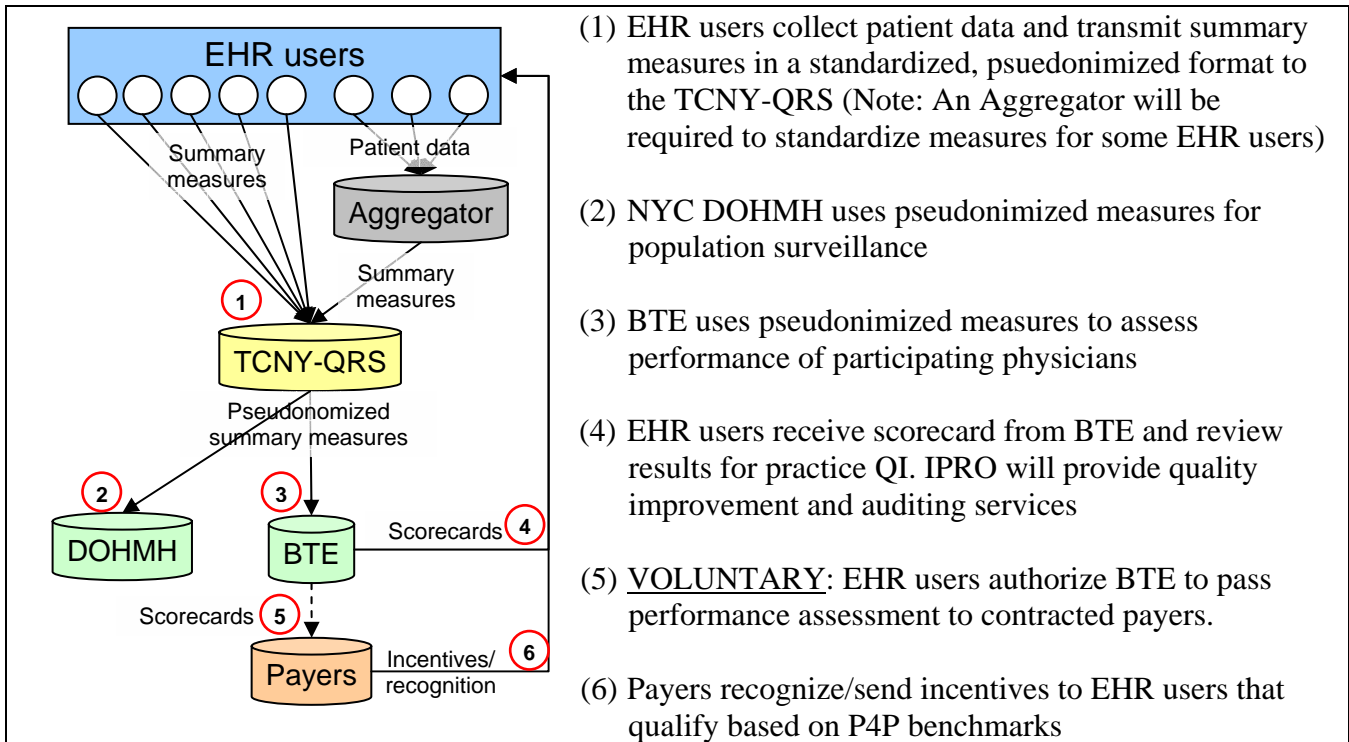 EHR users
Summary
measures
Patient data
Aggregator
Summary
measures
1
TCNY-QRS
Pseudonomized
summary measures
2
3
DOHMH
BTE
Scorecards
4
Scorecards
5
Payers
Incentives/
recognition
6
(1) EHR users collect patient data and transmit summary
measures in a standardized, psuedonimized format to
the TCNY-QRS (Note: An Aggregator will be
required to standardize measures for some EHR users)
(2) NYC DOHMH uses pseudonimized measures for
population surveillance
(3) BTE uses pseudonimized measures to assess
performance of participating physicians
(4) EHR users receive scorecard from BTE and review
results for practice QI. IPRO will provide quality
improvement and auditing services
(5) VOLUNTARY: EHR users authorize BTE to pass
performance assessment to contracted payers.
(6) Payers recognize/send incentives to EHR users that
qualify based on P4P benchmarks